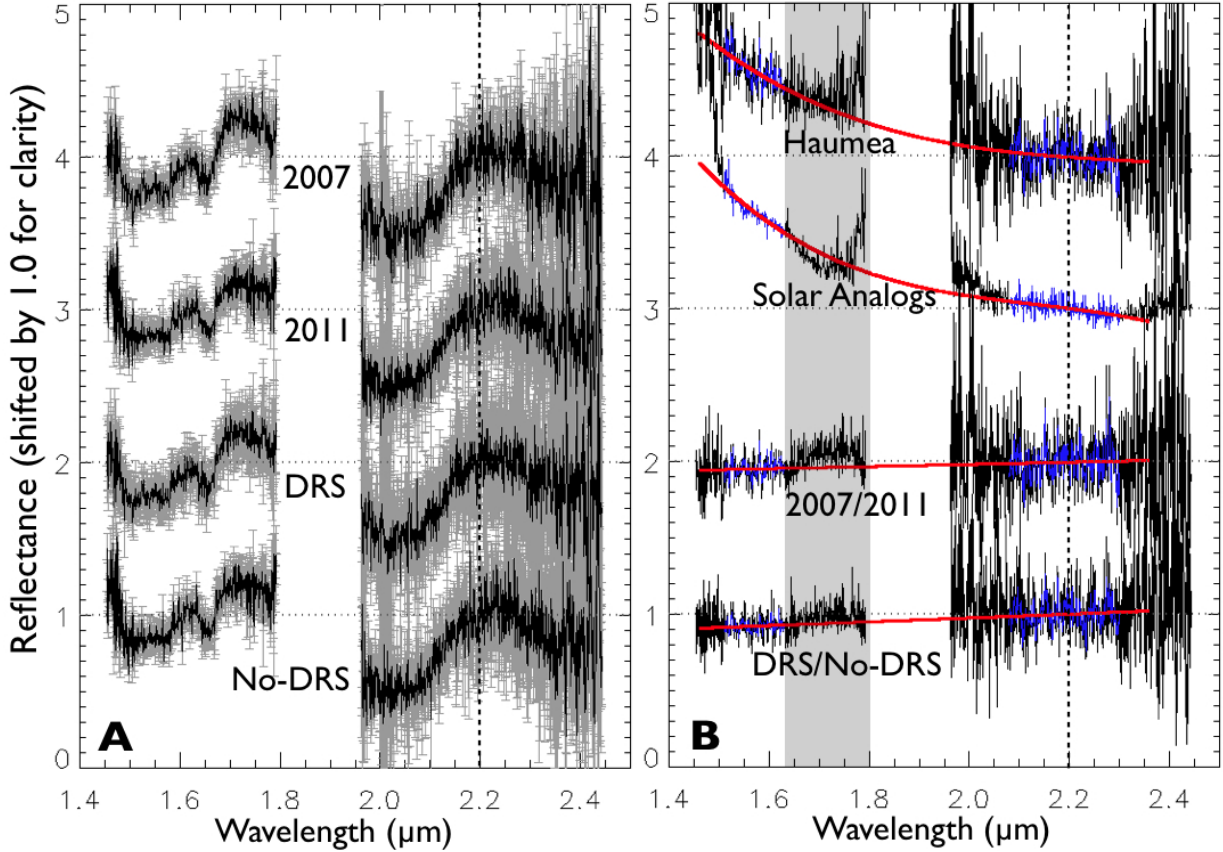 Reflectance (shifted by 1.0 for clarity)
5
4
3
2
1
0
2007
2011
DRS
No-DRS
A
1.4 1.6 1.8 2.0 2.2 2.4
Wavelength (μm)
5
4
3
2
1
0
Haumea
Solar Analogs
2007/2011
DRS/No-DRS
B
1.4 1.6 1.8 2.0 2.2 2.4
Wavelength (μm)